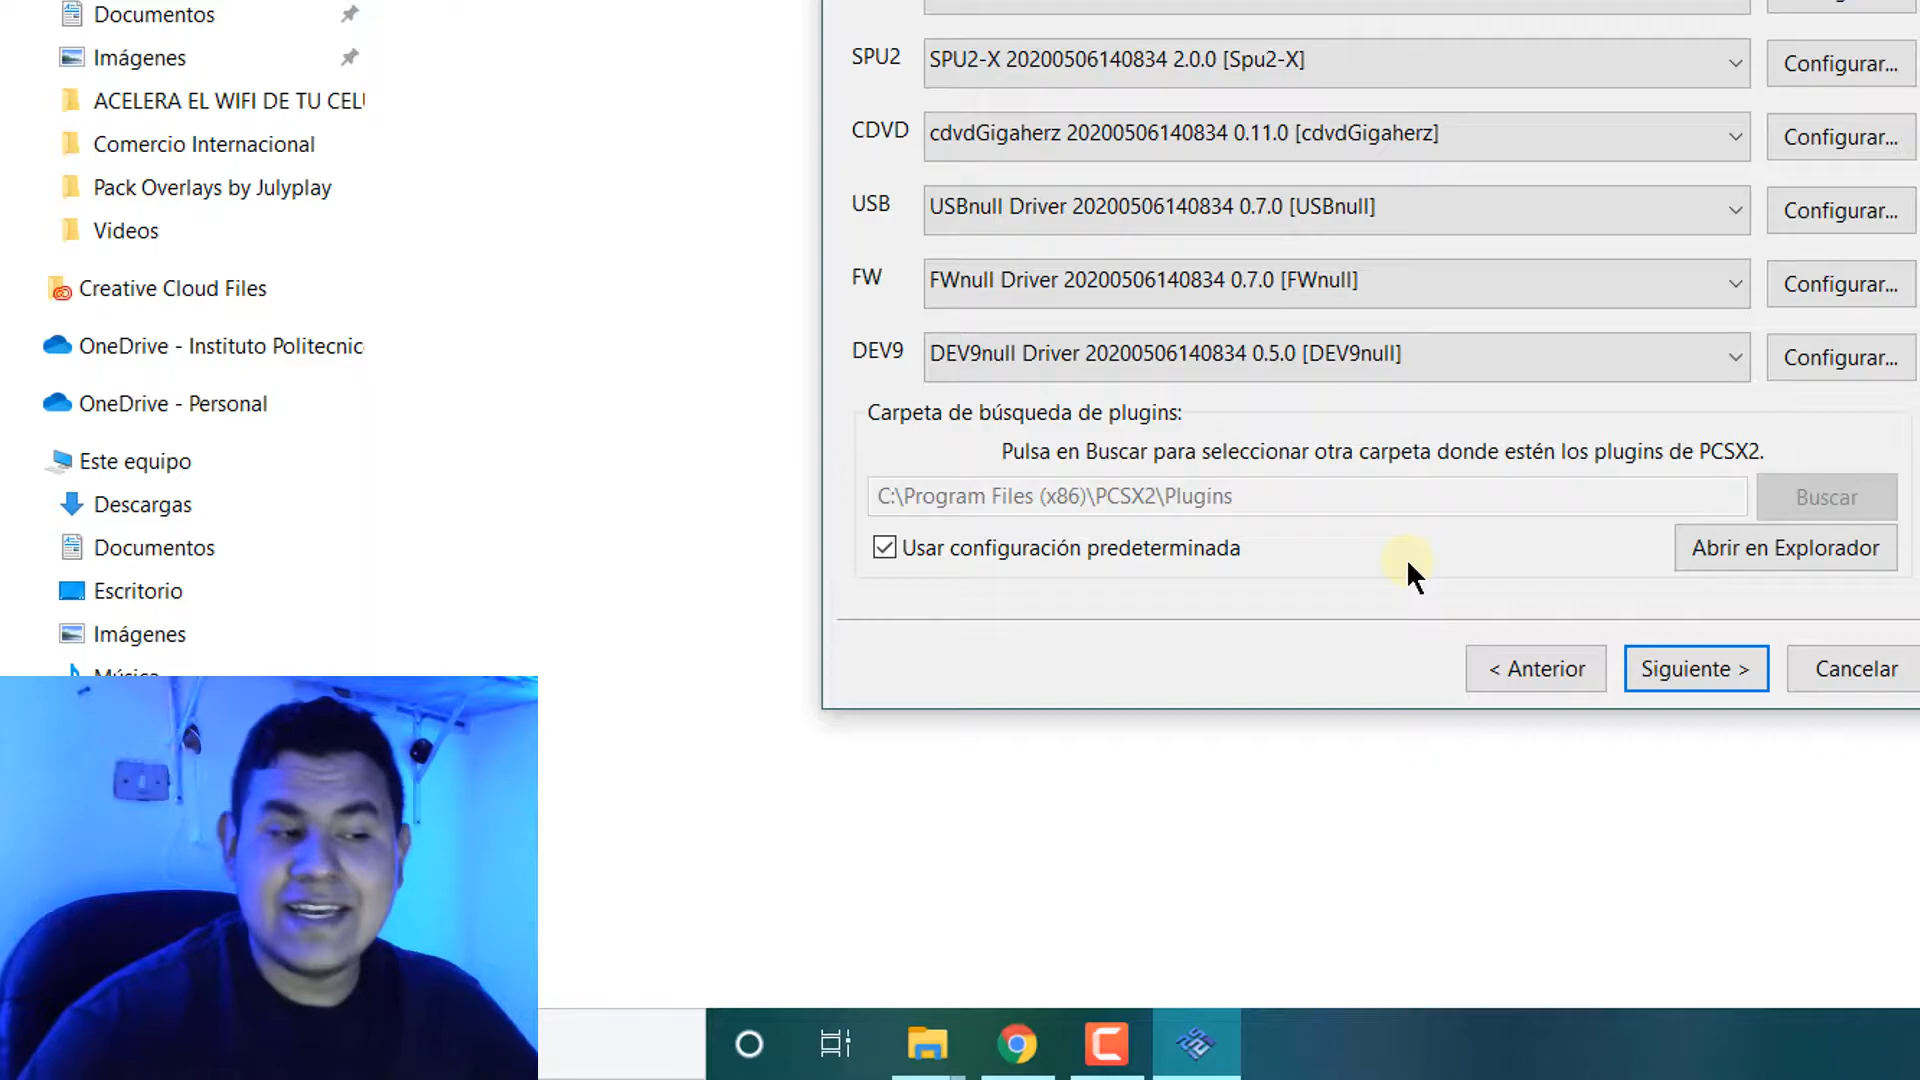 Documentos
Imágenes
ACELERA EL WIFI DE TU CEL
Comercio Internacional
Pack Overlays by Julyplay
Videos
Creative Cloud Files
OneDrive - Instituto Politecnic
OneDrive - Personal
Este equipo
Descargas
Documentos
Escritorio
Imágenes
Música
SPU2 SPU2-X 20200506140834 2.0.0 [Spu2-X] Configurar...
CDVD cdvdGigaherz 20200506140834 0.11.0 [cdvdGigaherz] Configurar...
USB USBnull Driver 20200506140834 0.7.0 [USBnull] Configurar...
FW FWnull Driver 20200506140834 0.7.0 [FWnull] Configurar...
DEV9 DEV9null Driver 20200506140834 0.5.0 [DEV9null] Configurar...
Carpeta de búsqueda de plugins:
Pulsa en Buscar para seleccionar otra carpeta donde estén los plugins de PCSX2.
C:\Program Files (x86)\PCSX2\Plugins Buscar
Usar configuración predeterminada Abrir en Explorador
< Anterior Siguiente > Cancelar